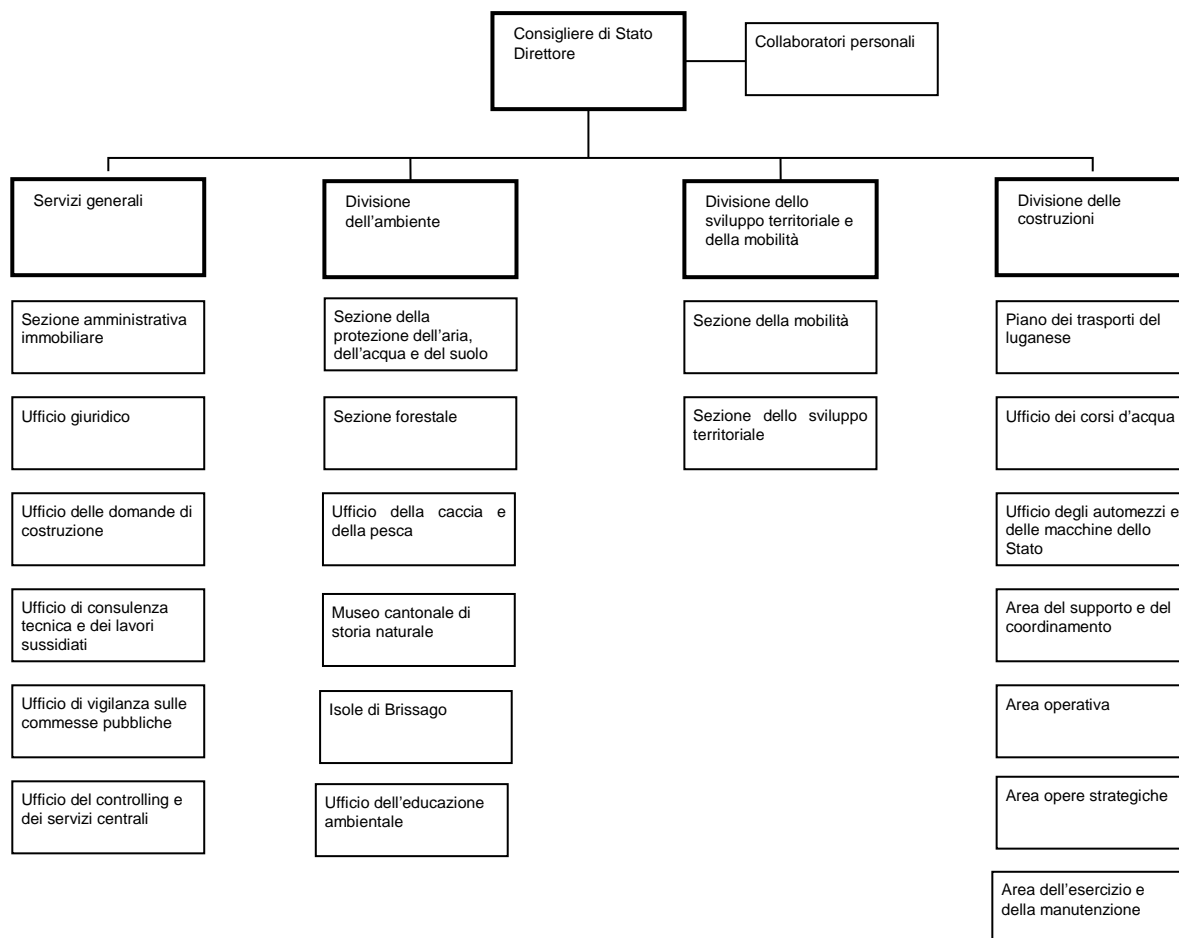 Consigliere di Stato
Direttore
Collaboratori personali
Servizi generali
Divisione
dell’ambiente
Divisione dello
sviluppo territoriale e
della mobilità
Divisione delle
costruzioni
Sezione amministrativa
immobiliare
Sezione della
protezione dell’aria,
dell’acqua e del suolo
Sezione della mobilità
Piano dei trasporti del
luganese
Ufficio giuridico
Sezione forestale
Sezione dello sviluppo
territoriale
Ufficio dei corsi d’acqua
Ufficio delle domande di
costruzione
Ufficio della caccia e
della pesca
Ufficio degli automezzi e
delle macchine dello
Stato
Ufficio di consulenza
tecnica e dei lavori
sussidiati
Museo cantonale di
storia naturale
Area del supporto e del
coordinamento
Ufficio di vigilanza sulle
commesse pubbliche
Isole di Brissago
Area operativa
Ufficio del controlling e
dei servizi centrali
Ufficio dell’educazione
ambientale
Area opere strategiche
Area dell’esercizio e
della manutenzione